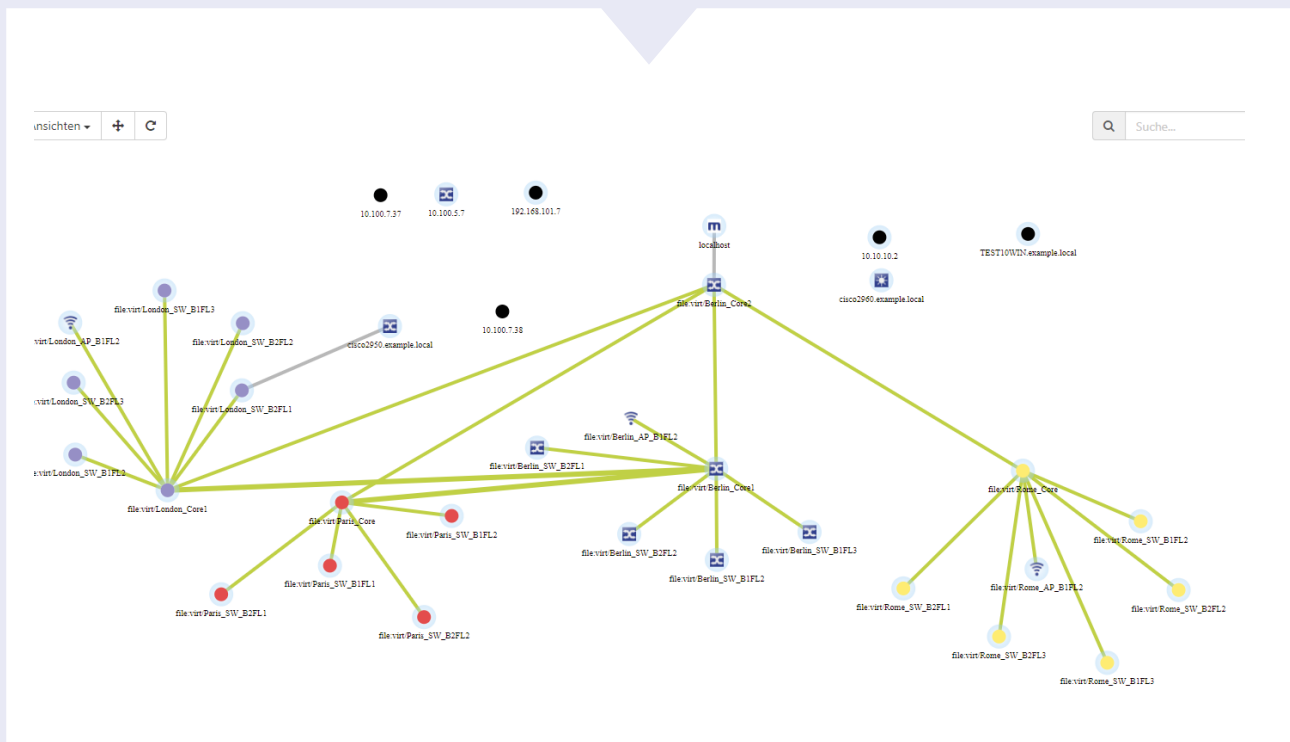 Ansichten
Suche...
10.100.7.37
10.100.5.7
192.168.101.7
localhost
10.10.10.2
TEST10WIN.example.local
cisco2960.example.local
file:virt/Berlin_Core2
file:virt/London_SW_B1FL3
10.100.7.38
virt/London_AP_B1FL2
file:virt/London_SW_B2FL2
cisco2950.example.local
:virt/London_SW_B2FL3
file:virt/London_SW_B1FL1
file:virt/Berlin_AP_B1FL2
file:virt/Berlin_SW_B2FL1
e:virt/London_SW_B1FL2
file:virt/Berlin_Core1
file:virt/Rome_Core
file:virt/London_Core1
file:virt/Paris_Core
file:virt/Paris_SW_B1FL2
file:virt/Rome_SW_B1FL2
file:virt/Berlin_SW_B2FL2
file:virt/Berlin_SW_B1FL3
file:virt/Berlin_SW_B1FL2
file:virt/Paris_SW_B1FL1
file:virt/Rome_AP_B1FL2
file:virt/Rome_SW_B2FL1
file:virt/Rome_SW_B2FL2
file:virt/Paris_SW_B2FL1
file:virt/Paris_SW_B2FL2
file:virt/Rome_SW_B2FL3
file:virt/Rome_SW_B1FL3